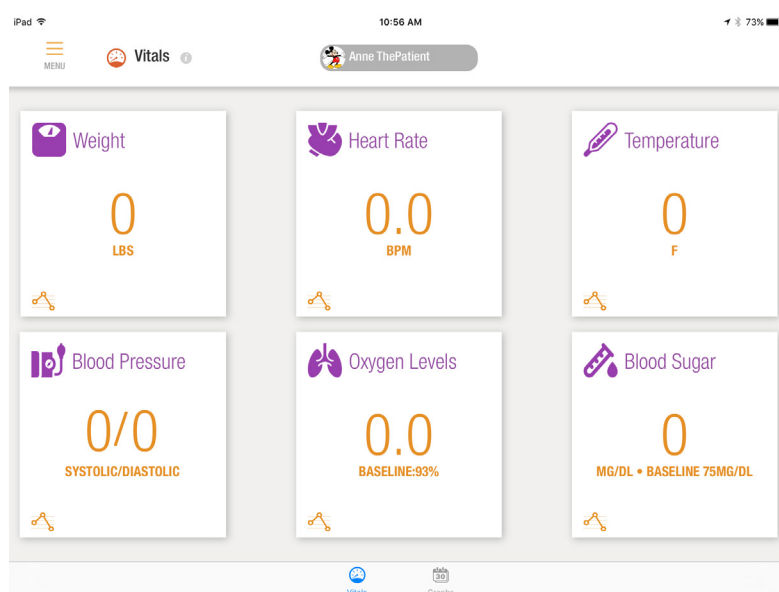 iPad 10:56 AM 73%
MENU Vitals i Anne ThePatient
Weight
0
LBS
Heart Rate
0.0
BPM
Temperature
0
F
Blood Pressure
0/0
SYSTOLIC/DIASTOLIC
Oxygen Levels
0.0
BASELINE:93%
Blood Sugar
0
MG/DL • BASELINE 75MG/DL
30
Vitals